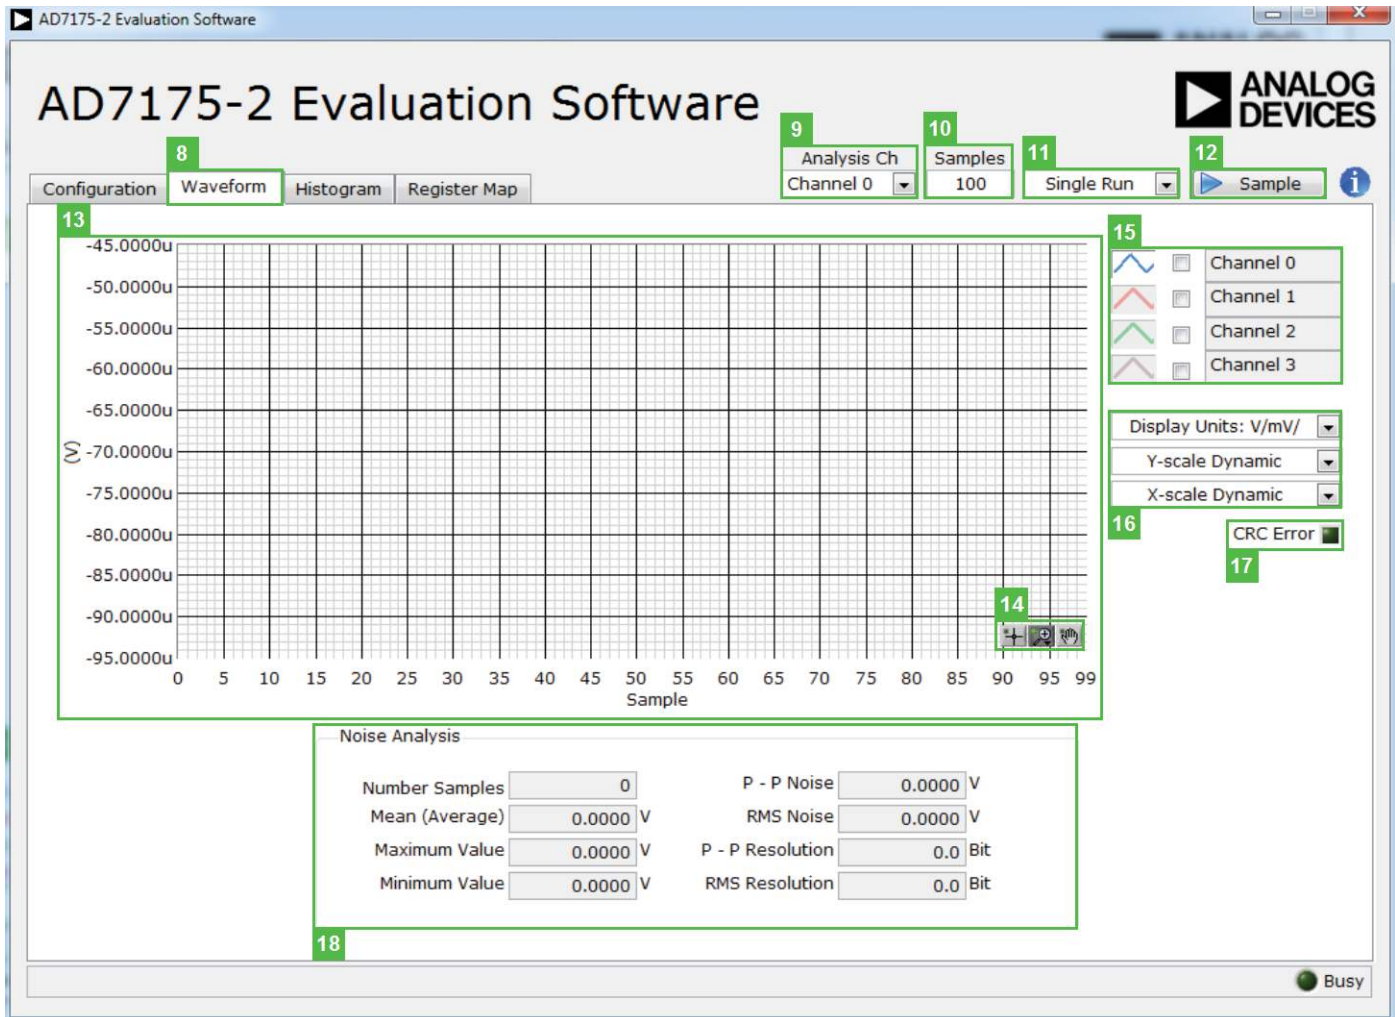 AD7175-2 Evaluation Software
AD7175-2 Evaluation Software
ANALOG
DEVICES
8
9
10
11
12
Analysis Ch
Samples
Configuration
Waveform
Histogram
Register Map
Channel 0
100
Single Run
Sample
i
13
-45.0000u
-50.0000u
-55.0000u
-60.0000u
-65.0000u
-70.0000u
-75.0000u
-80.0000u
-85.0000u
-90.0000u
-95.0000u
(V)
14
0 5 10 15 20 25 30 35 40 45 50 55 60 65 70 75 80 85 90 95 99
Sample
15
Channel 0
Channel 1
Channel 2
Channel 3
Display Units: V/mV/
Y-scale Dynamic
X-scale Dynamic
16
CRC Error
17
Noise Analysis
Number Samples 0
Mean (Average) 0.0000 V
Maximum Value 0.0000 V
Minimum Value 0.0000 V
P - P Noise 0.0000 V
RMS Noise 0.0000 V
P - P Resolution 0.0 Bit
RMS Resolution 0.0 Bit
18
Busy